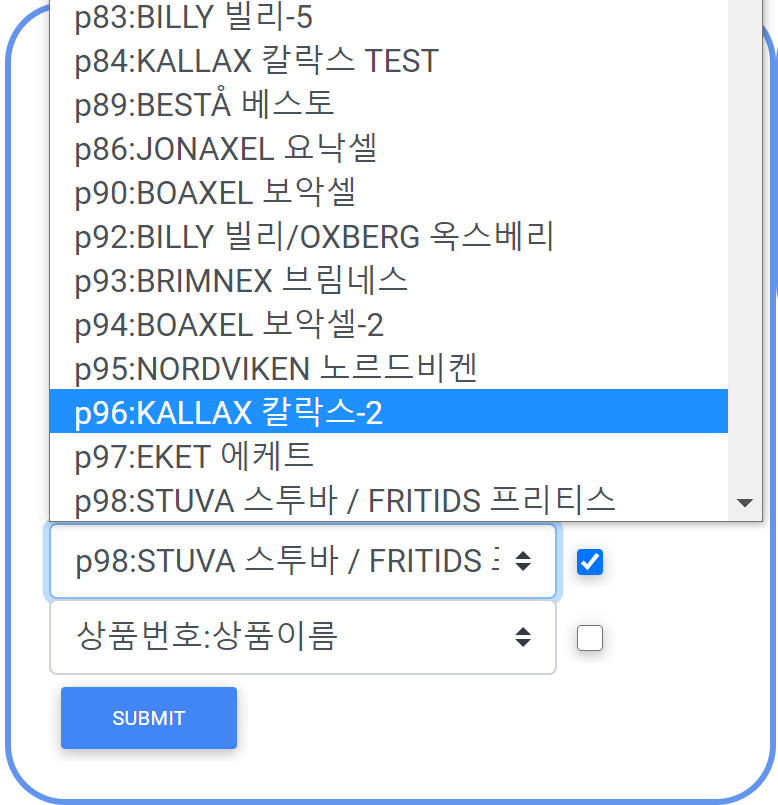 p83:BILLY 빌리-5
p84:KALLAX 칼락스 TEST
p89:BESTÅ 베스토
p86:JONAXEL 요낙셀
p90:BOAXEL 보악셀
p92:BILLY 빌리/OXBERG 옥스베리
p93:BRIMNEX 브림네스
p94:BOAXEL 보악셀-2
p95:NORDVIKEN 노르드비켄
p96:KALLAX 칼락스-2
p97:EKET 에케트
p98:STUVA 스투바 / FRITIDS 프리티스
p98:STUVA 스투바 / FRITIDS
상품번호:상품이름
SUBMIT